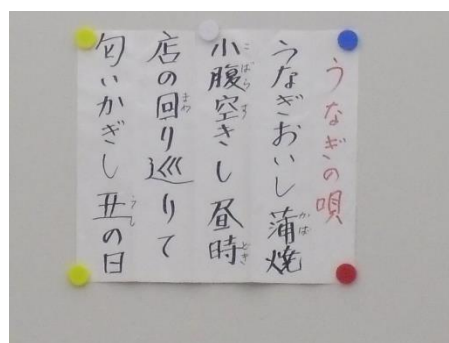 うなぎの唄
うなぎおいし蒲焼
小腹空きし昼時
店の回り巡りて
匂いかぎし丑の日